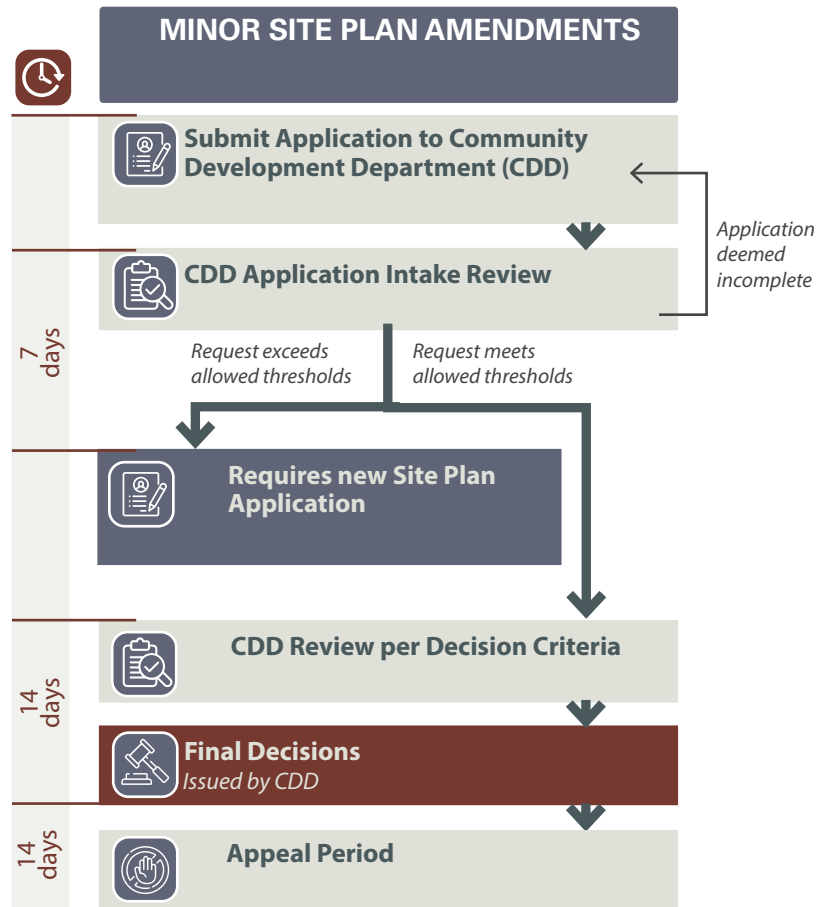 MINOR SITE PLAN AMENDMENTS
Submit Application to Community
Development Department (CDD)
Application
deemed
incomplete
CDD Application Intake Review
7
days
Request exceeds
allowed thresholds
Request meets
allowed thresholds
Requires new Site Plan
Application
14
days
CDD Review per Decision Criteria
Final Decisions
Issued by CDD
14
days
Appeal Period